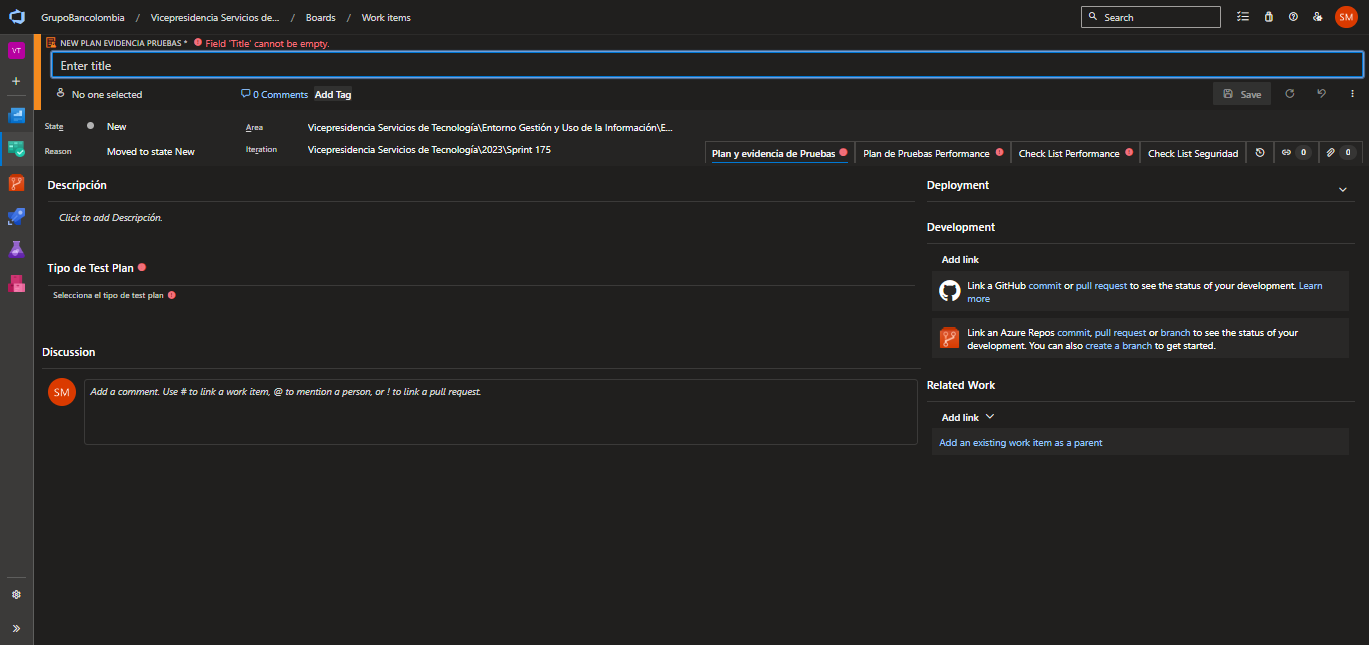 GrupoBancolombia / Vicepresidencia Servicios de... / Boards / Work items
Search
SM
VT
NEW PLAN EVIDENCIA PRUEBAS * Field 'Title' cannot be empty.
Enter title
No one selected
0 Comments
Add Tag
Save
State
New
Area
Vicepresidencia Servicios de Tecnología\Entorno Gestión y Uso de la Información\E...
Reason
Moved to state New
Iteration
Vicepresidencia Servicios de Tecnología\2023\Sprint 175
Plan y evidencia de Pruebas
Plan de Pruebas Performance
Check List Performance
Check List Seguridad
0
0
Descripción
Click to add Descripción.
Tipo de Test Plan
Selecciona el tipo de test plan
Discussion
SM
Add a comment. Use # to link a work item, @ to mention a person, or ! to link a pull request.
Deployment
Development
Add link
Link a GitHub commit or pull request to see the status of your development. Learn
more
Link an Azure Repos commit, pull request or branch to see the status of your
development. You can also create a branch to get started.
Related Work
Add link
Add an existing work item as a parent